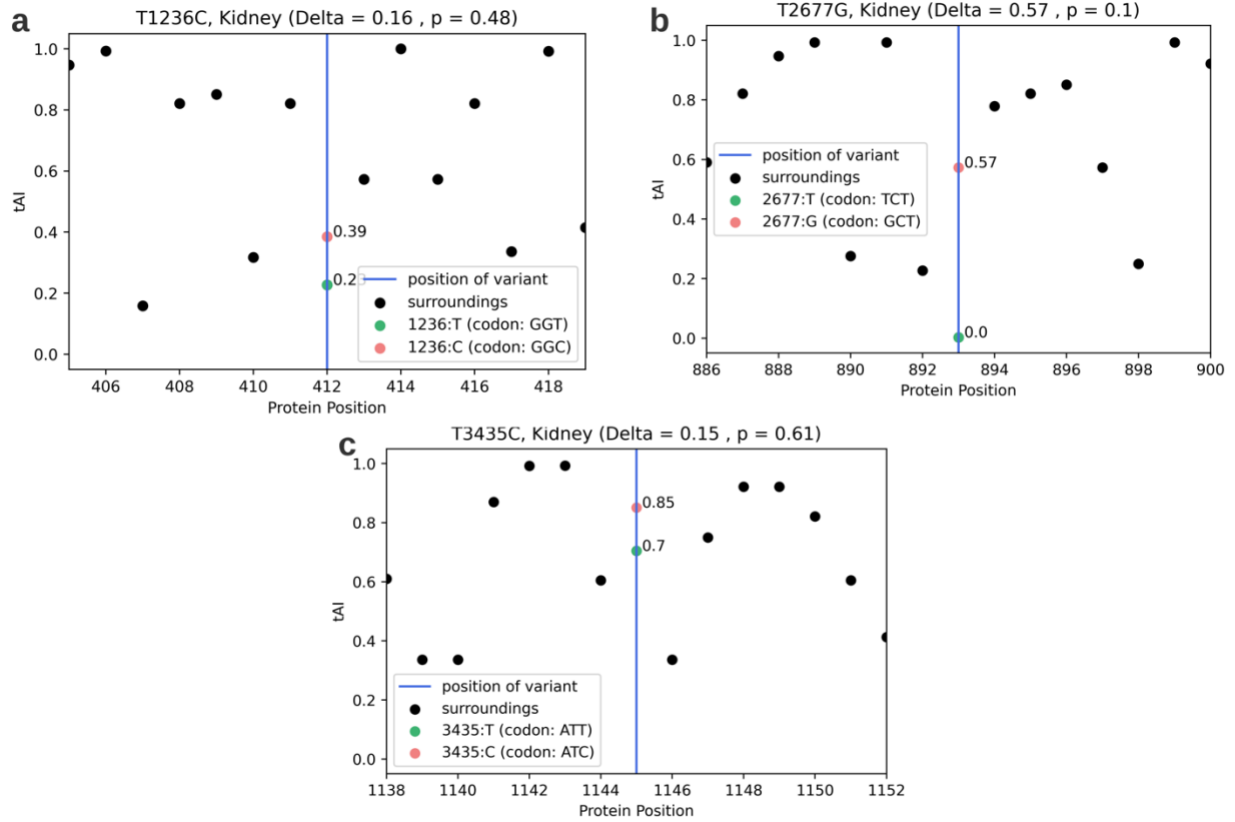 a
T1236C, Kidney (Delta = 0.16 , p = 0.48)
tAI
1.0
0.8
0.6
0.4
0.2
0.0
0.39
position of variant
surroundings
1236:T (codon: GGT)
1236:C (codon: GGC)
406 408 410 412 414 416 418
Protein Position
b
T2677G, Kidney (Delta = 0.57 , p = 0.1)
tAI
1.0
0.8
0.6
0.4
0.2
0.0
0.57
position of variant
surroundings
2677:T (codon: TCT)
2677:G (codon: GCT)
0.0
886 888 890 892 894 896 898 900
Protein Position
c
T3435C, Kidney (Delta = 0.15 , p = 0.61)
tAI
1.0
0.8
0.6
0.4
0.2
0.0
0.85
0.7
position of variant
surroundings
3435:T (codon: ATT)
3435:C (codon: ATC)
1138 1140 1142 1144 1146 1148 1150 1152
Protein Position